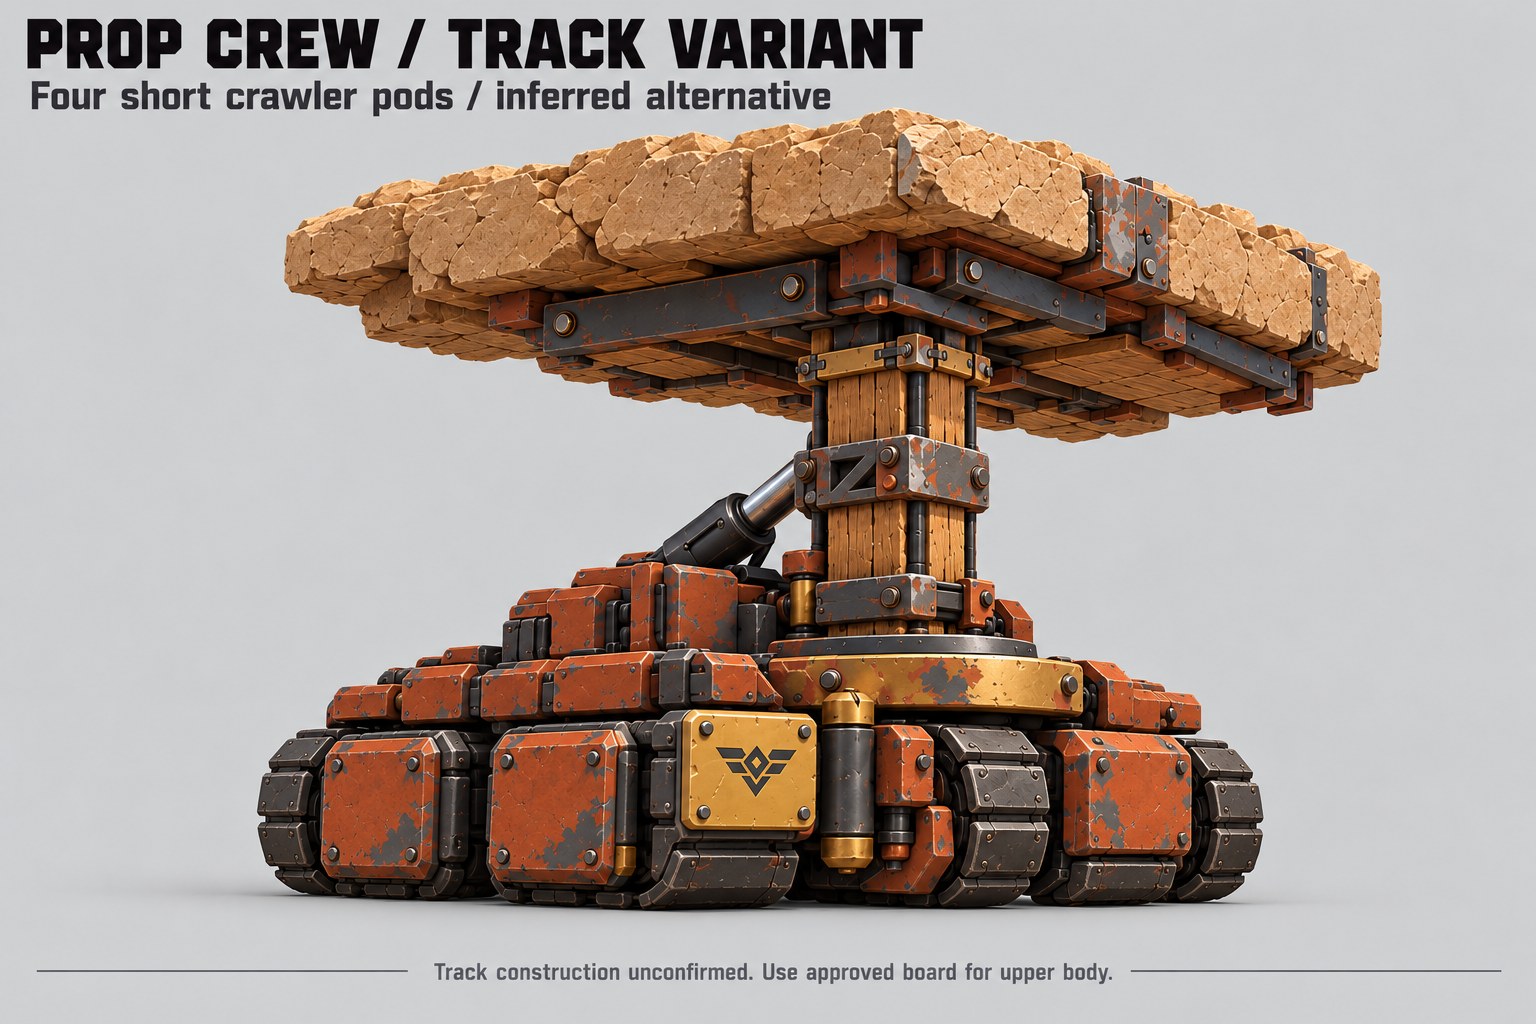 PROP CREW / TRACK VARIANT
Four short crawler pods / inferred alternative
Track construction unconfirmed. Use approved board for upper body.